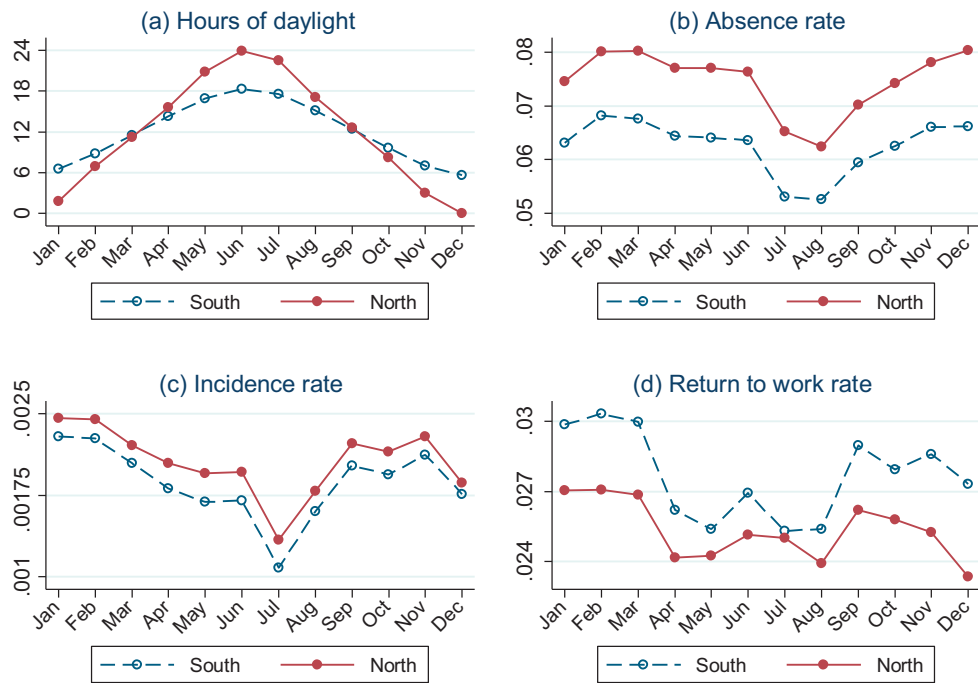 (a) Hours of daylight
24
18
12
6
0
Jan Feb Mar Apr May Jun Jul Aug Sep Oct Nov Dec
South North
(b) Absence rate
.08
.07
.06
.05
Jan Feb Mar Apr May Jun Jul Aug Sep Oct Nov Dec
South North
(c) Incidence rate
.0025
.00175
.001
Jan Feb Mar Apr May Jun Jul Aug Sep Oct Nov Dec
South North
(d) Return to work rate
.03
.027
.024
Jan Feb Mar Apr May Jun Jul Aug Sep Oct Nov Dec
South North